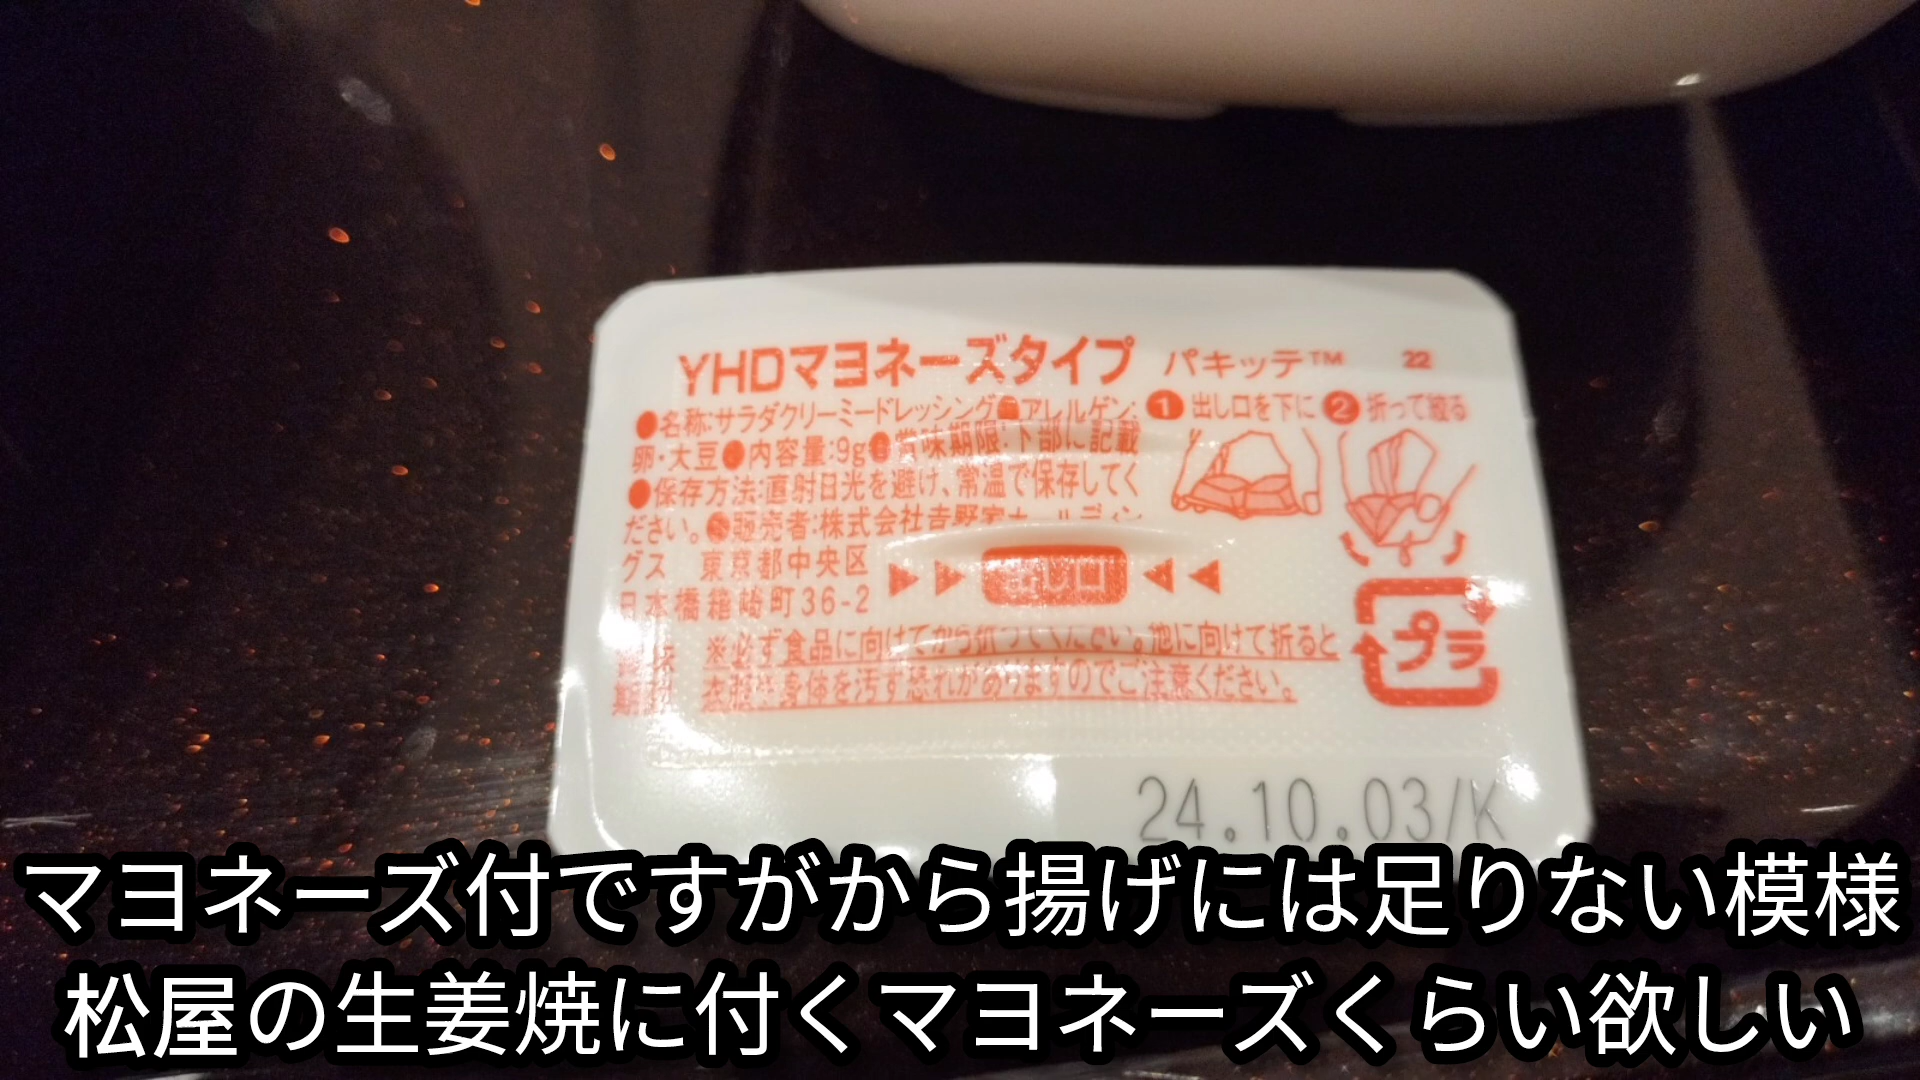 YHDマヨネーズタイプ パキッテ™ 22
●名称:サラダクリーミードレッシング●アレルゲン:
卵・大豆●内容量:9g●賞味期限:下部に記載
●保存方法:直射日光を避け、常温で保存してく
ださい。●販売者:株式会社吉野家ホールディン
グス 東京都中央区
日本橋箱崎町36-2
❶出し口を下に ❷折って絞る
出し口
※必ず食品に向けてから折ってください。他に向けて折ると
衣服や身体を汚す恐れがありますのでご注意ください。
賞味
期限
プラ
24.10.03/K
マヨネーズ付ですがから揚げには足りない模様
松屋の生姜焼に付くマヨネーズくらい欲しい